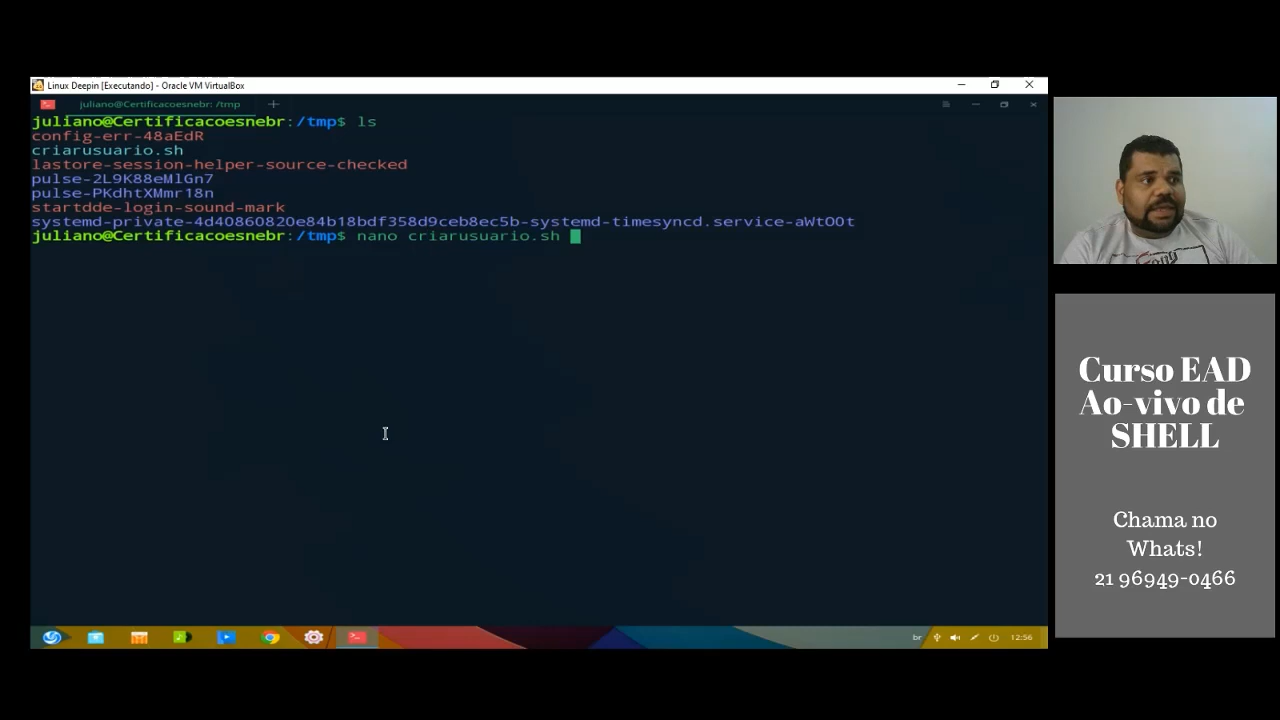 Linux Deepin [Executando] - Oracle VM VirtualBox
juliano@Certificacoesnebr: /tmp
juliano@Certificacoesnebr:/tmp$ ls
config-err-48aEdR
criarusuario.sh
lastore-session-helper-source-checked
pulse-2L9K88eMlGn7
pulse-PKdhtXMmr18n
startdde-login-sound-mark
systemd-private-4d40860820e84b18bdf358d9ceb8ec5b-systemd-timesyncd.service-aWtOOt
juliano@Certificacoesnebr:/tmp$ nano criarusuario.sh
br
12:56
Curso EAD
Ao-vivo de
SHELL
Chama no
Whats!
21 96949-0466